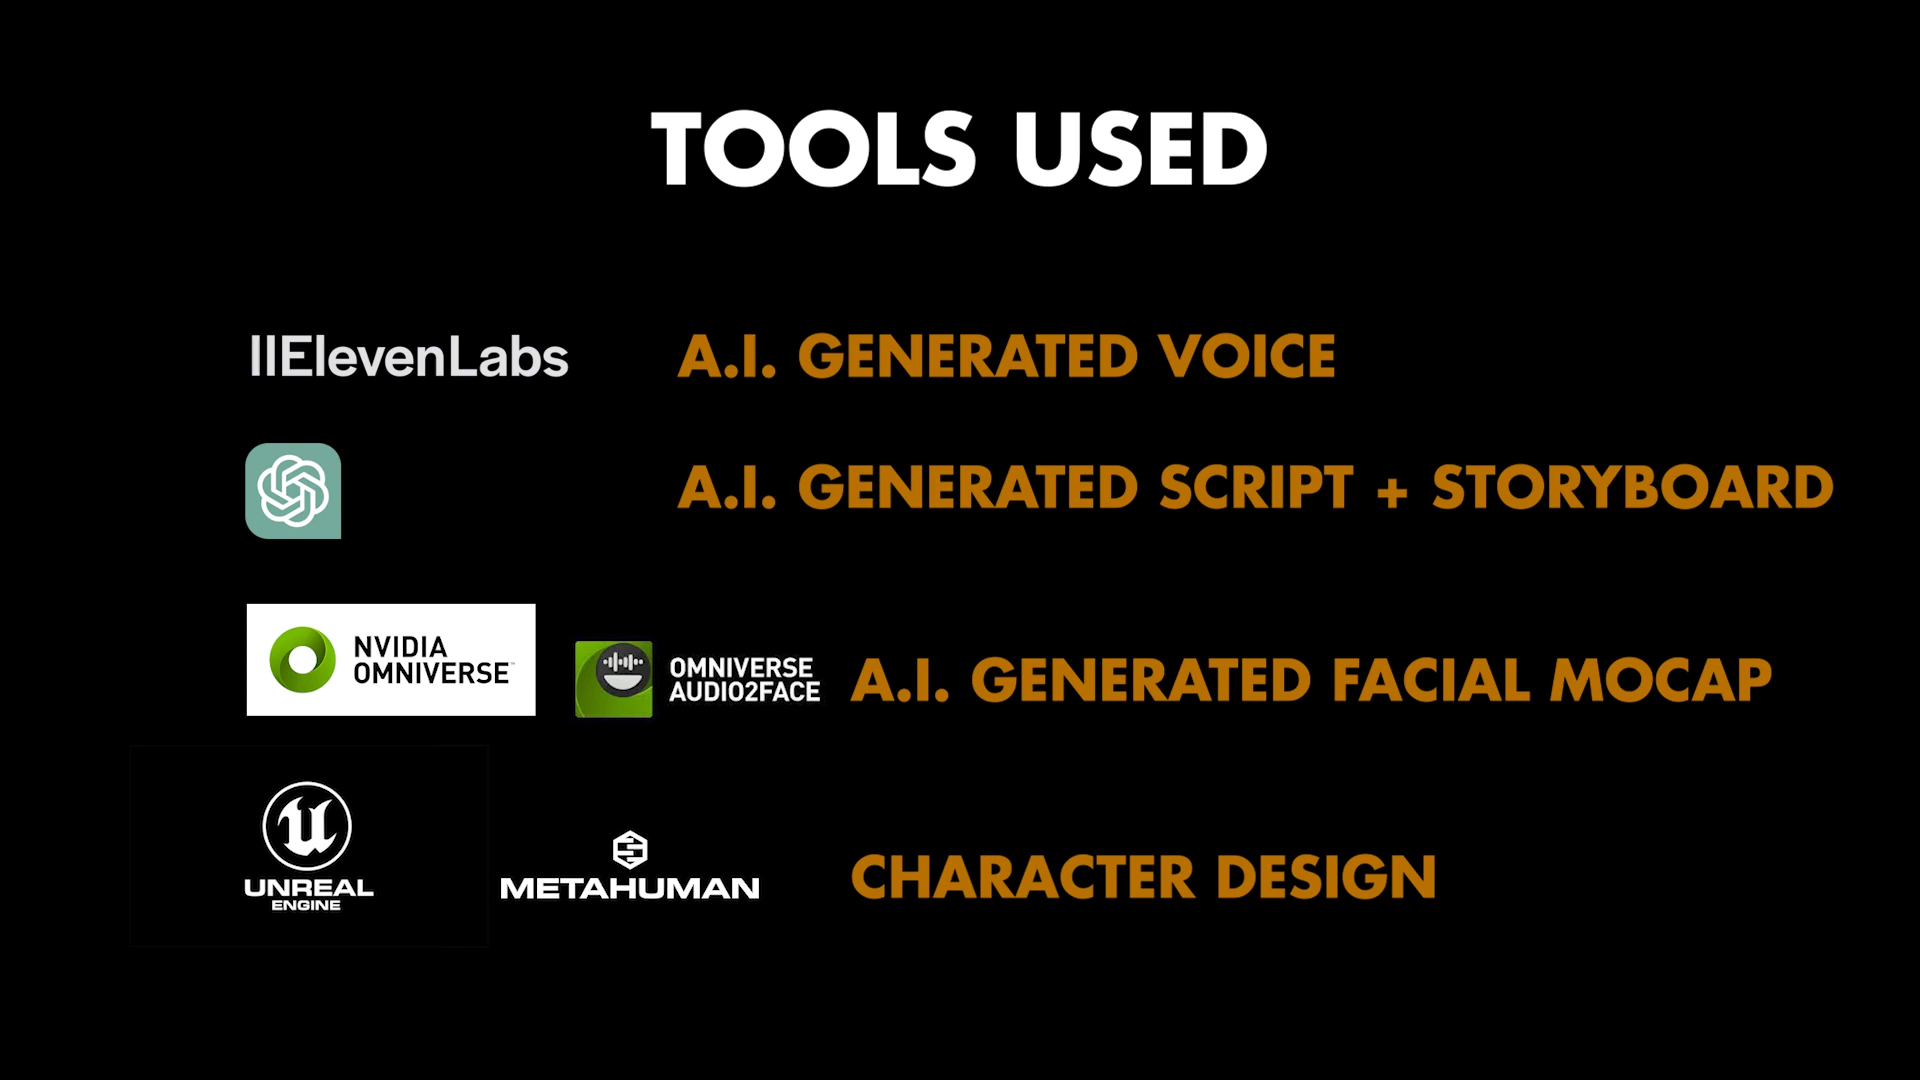 TOOLS USED
IIElevenLabs
A.I. GENERATED VOICE
A.I. GENERATED SCRIPT + STORYBOARD
NVIDIA
OMNIVERSE™
OMNIVERSE
AUDIO2FACE
A.I. GENERATED FACIAL MOCAP
UNREAL
ENGINE
METAHUMAN
CHARACTER DESIGN